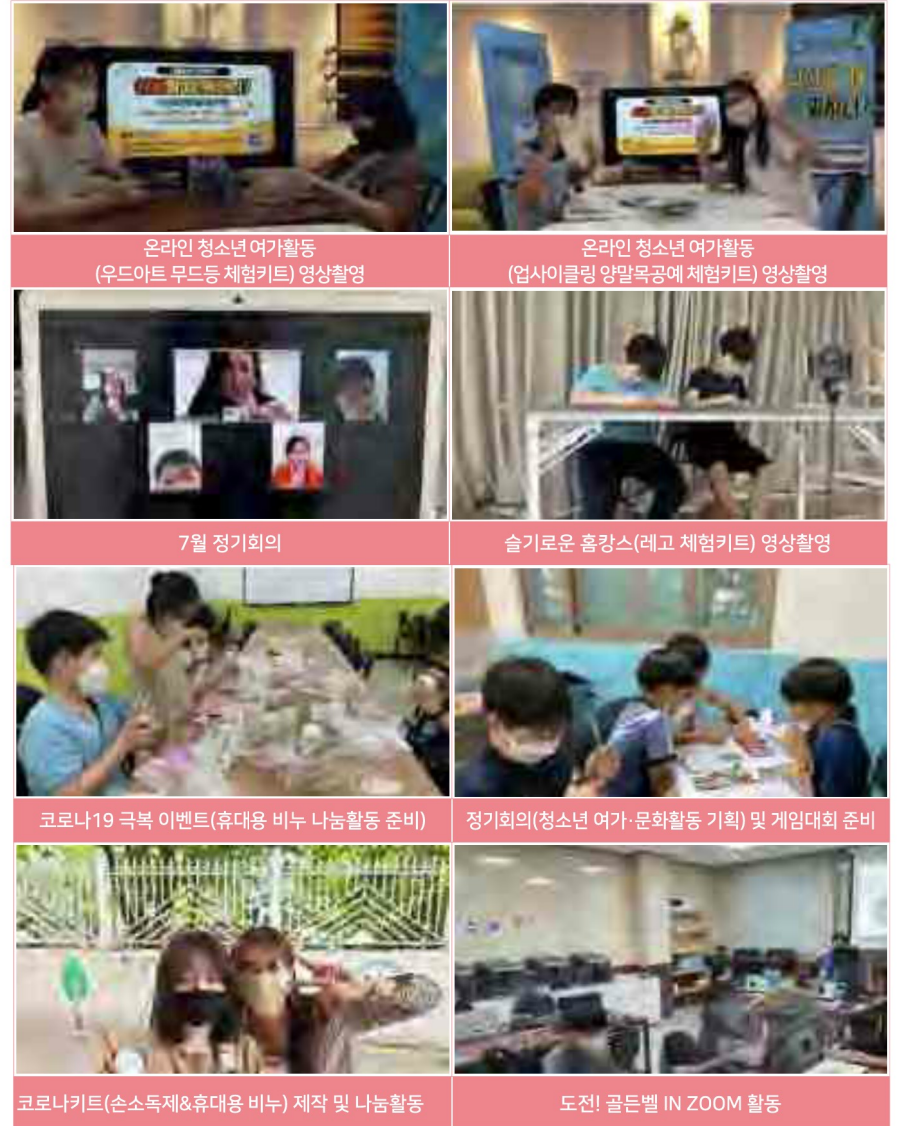 온라인 청소년 여가활동
(우드아트 무드등 체험키트) 영상촬영
온라인 청소년 여가활동
(업사이클링 양말목공예 체험키트) 영상촬영
7월 정기회의
슬기로운 홈캉스(레고 체험키트) 영상촬영
코로나19 극복 이벤트(휴대용 비누 나눔활동 준비)
정기회의(청소년 여가·문화활동 기획) 및 게임대회 준비
코로나키트(손소독제&휴대용 비누) 제작 및 나눔활동
도전! 골든벨 IN ZOOM 활동